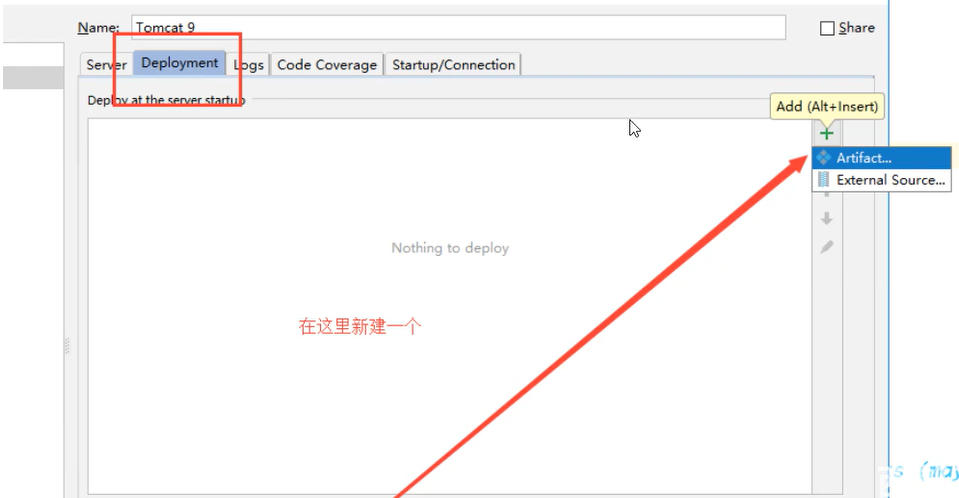 Name: Tomcat 9 Share
Server Deployment Logs Code Coverage Startup/Connection
Deploy at the server startup
Add (Alt+Insert)
Artifact...
External Source...
Nothing to deploy
在这里新建一个
(may